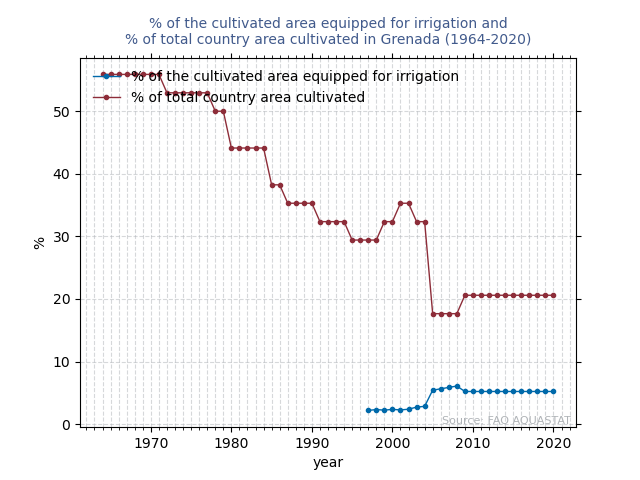 % of the cultivated area equipped for irrigation and
% of total country area cultivated in Grenada (1964-2020)
% of the cultivated area equipped for irrigation
% of total country area cultivated
%
50
40
30
20
10
0
1970 1980 1990 2000 2010 2020
year
Source: FAO AQUASTAT